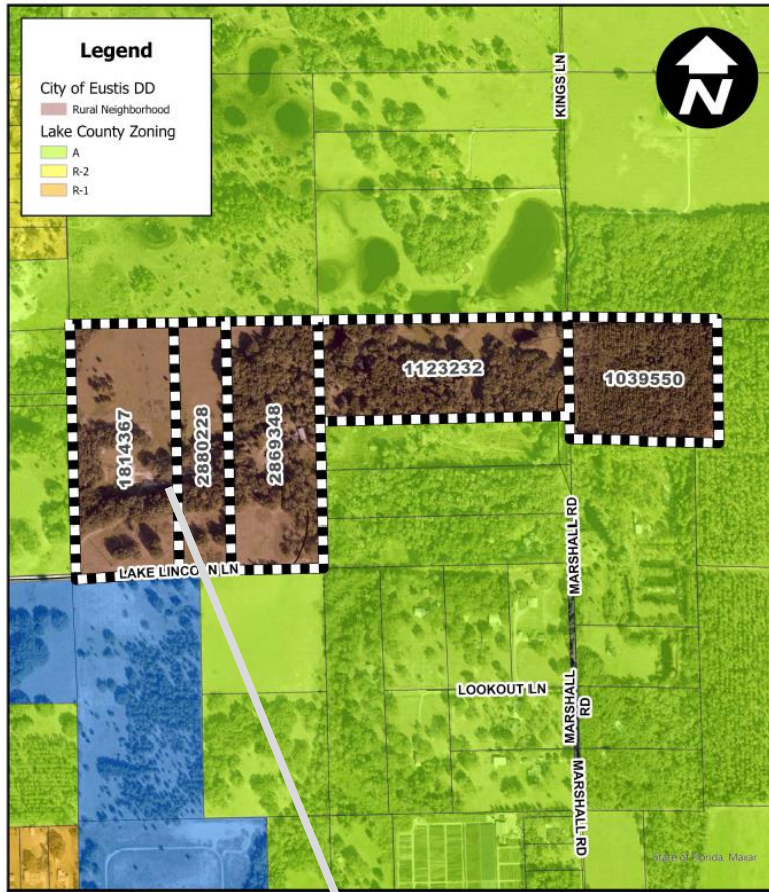 Legend
City of Eustis DD
Rural Neighborhood
Lake County Zoning
A
R-2
R-1
N
KINGS LN
1814367
2880228
2869348
1123232
1039550
LAKE LINCOLN LN
MARSHALL RD
LOOKOUT LN
MARSHALL
RD
MARSHALL RD
State of Florida, Maxar